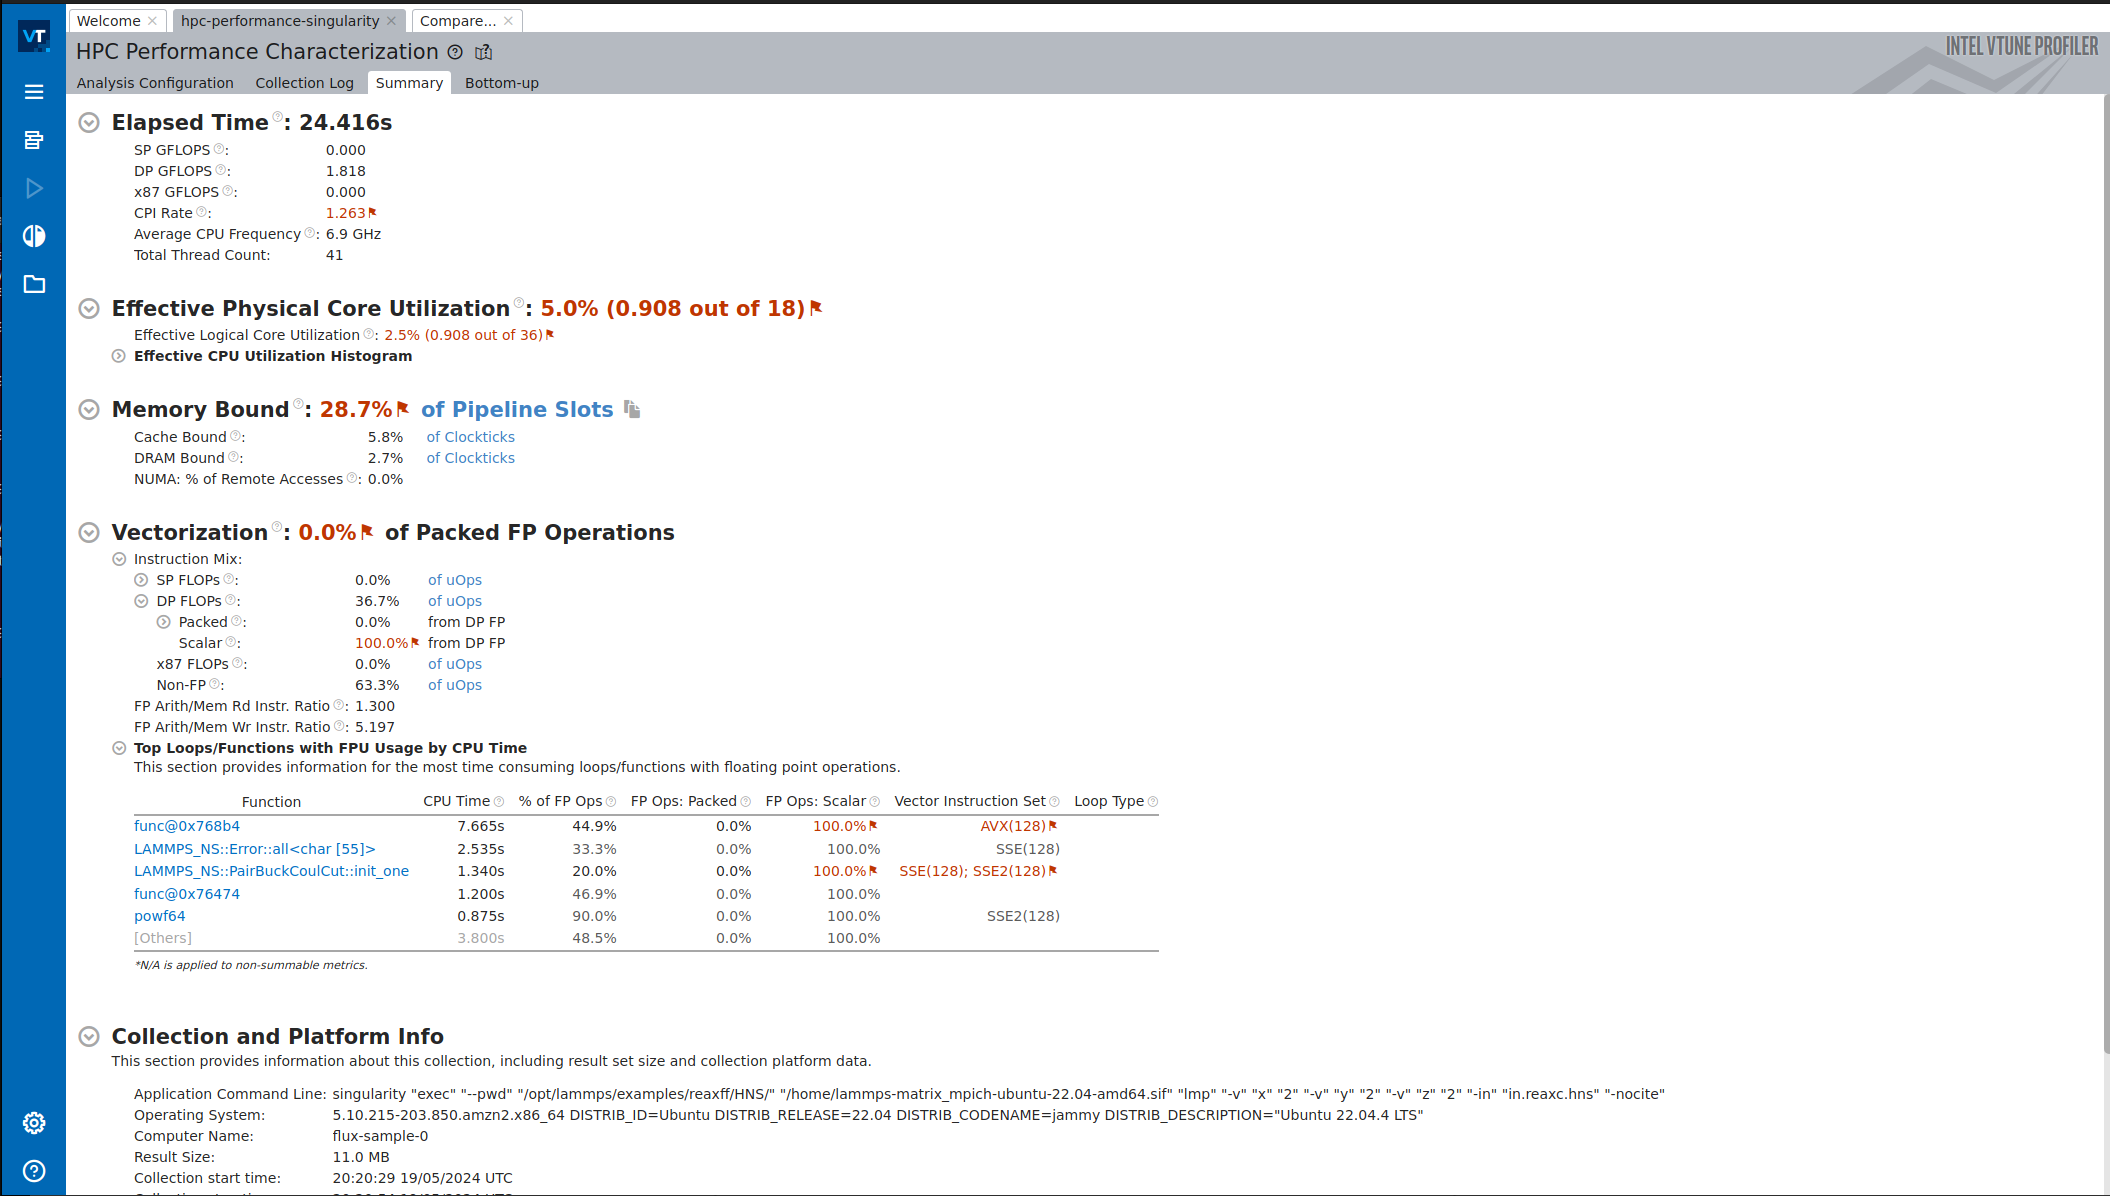 Welcome
hpc-performance-singularity
Compare...
VT
HPC Performance Characterization
INTEL VTUNE PROFILER
Analysis Configuration Collection Log Summary Bottom-up
Elapsed Time: 24.416s
SP GFLOPS: 0.000
DP GFLOPS: 1.818
x87 GFLOPS: 0.000
CPI Rate: 1.263
Average CPU Frequency: 6.9 GHz
Total Thread Count: 41
Effective Physical Core Utilization: 5.0% (0.908 out of 18)
Effective Logical Core Utilization: 2.5% (0.908 out of 36)
Effective CPU Utilization Histogram
Memory Bound: 28.7% of Pipeline Slots
Cache Bound: 5.8% of Clockticks
DRAM Bound: 2.7% of Clockticks
NUMA: % of Remote Accesses: 0.0%
Vectorization: 0.0% of Packed FP Operations
Instruction Mix:
SP FLOPs: 0.0% of uOps
DP FLOPs: 36.7% of uOps
Packed: 0.0% from DP FP
Scalar: 100.0% from DP FP
x87 FLOPs: 0.0% of uOps
Non-FP: 63.3% of uOps
FP Arith/Mem Rd Instr. Ratio: 1.300
FP Arith/Mem Wr Instr. Ratio: 5.197
Top Loops/Functions with FPU Usage by CPU Time
This section provides information for the most time consuming loops/functions with floating point operations.
Function CPU Time % of FP Ops FP Ops: Packed FP Ops: Scalar Vector Instruction Set Loop Type
func@0x768b4 7.665s 44.9% 0.0% 100.0% AVX(128)
LAMMPS_NS::Error::all<char [55]> 2.535s 33.3% 0.0% 100.0% SSE(128)
LAMMPS_NS::PairBuckCoulCut::init_one 1.340s 20.0% 0.0% 100.0% SSE(128); SSE2(128)
func@0x76474 1.200s 46.9% 0.0% 100.0%
powf64 0.875s 90.0% 0.0% 100.0% SSE2(128)
[Others] 3.800s 48.5% 0.0% 100.0%
*N/A is applied to non-summable metrics.
Collection and Platform Info
This section provides information about this collection, including result set size and collection platform data.
Application Command Line: singularity "exec" "--pwd" "/opt/lammps/examples/reaxff/HNS/" "/home/lammps-matrix_mpich-ubuntu-22.04-amd64.sif" "lmp" "-v" "x" "2" "-v" "y" "2" "-v" "z" "2" "-in" "in.reaxc.hns" "-nocite"
Operating System: 5.10.215-203.850.amzn2.x86_64 DISTRIB_ID=Ubuntu DISTRIB_RELEASE=22.04 DISTRIB_CODENAME=jammy DISTRIB_DESCRIPTION="Ubuntu 22.04.4 LTS"
Computer Name: flux-sample-0
Result Size: 11.0 MB
Collection start time: 20:20:29 19/05/2024 UTC